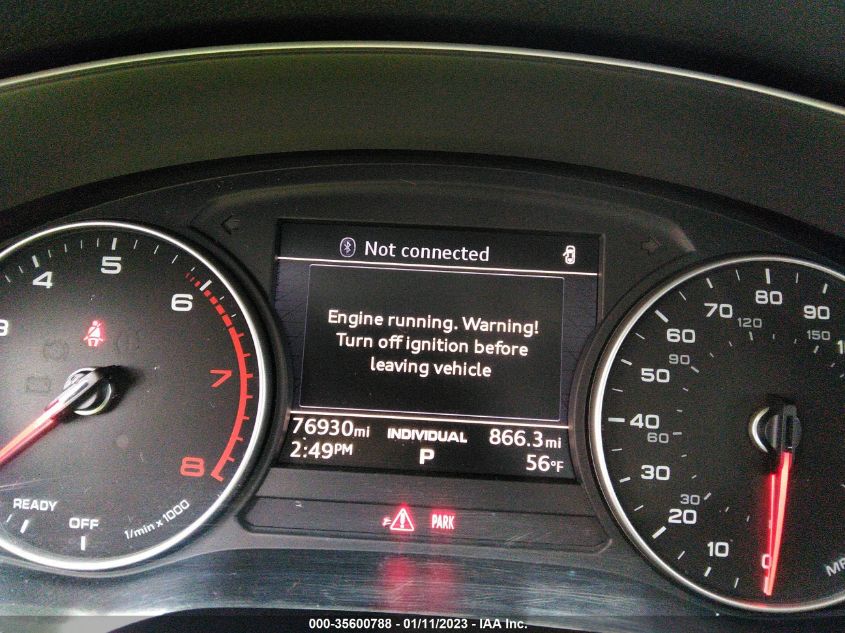 Not connected
Engine running. Warning!
Turn off ignition before
leaving vehicle
76930mi INDIVIDUAL 866.3mi
2:49PM P 56°F
PARK
3 4 5 6 7 8
READY
OFF
1/min x 1000
0 10 20 30 40 50 60 70 80 90
30 60 90 120 150
000-35600788 - 01/11/2023 - IAA Inc.